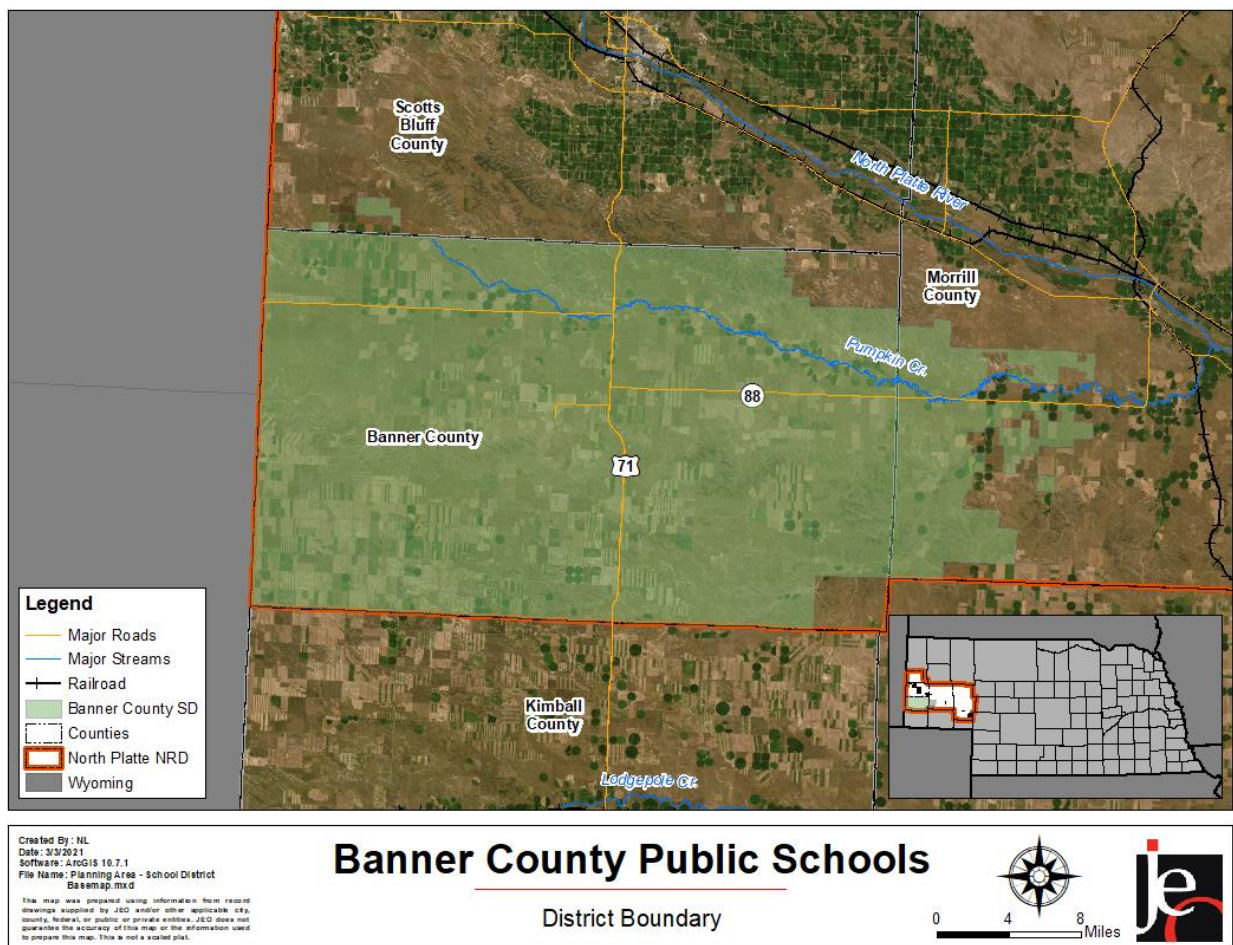 Scotts
Bluff
County
North Platte River
Morrill
County
Pumpkin Cr.
88
Banner County
71
Kimball
County
Lodgepole Cr.
Legend
Major Roads
Major Streams
Railroad
Banner County SD
Counties
North Platte NRD
Wyoming
Created By: NL
Date: 3/3/2021
Software: ArcGIS 10.7.1
File Name: Planning Area - School District
Basemap.mxd
This map was prepared using information from record
drawings supplied by JEO and/or other applicable city,
county, federal, or public or private entities. JEO does not
guarantee the accuracy of this map or the information used
to prepare this map. This is not a scaled plat.
Banner County Public Schools
District Boundary
0 4 8
Miles
jeo